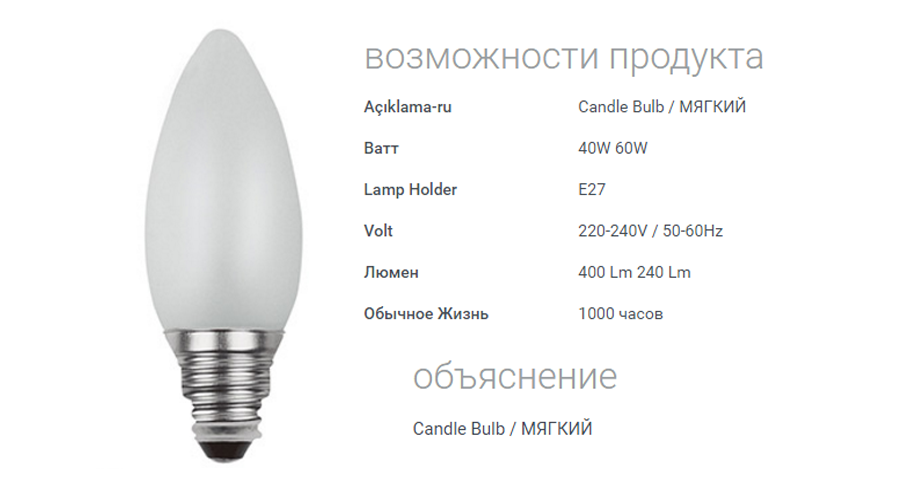 возможности продукта
Açıklama-ru Candle Bulb / МЯГКИЙ
Ватт 40W 60W
Lamp Holder E27
Volt 220-240V / 50-60Hz
Люмен 400 Lm 240 Lm
Обычное Жизнь 1000 часов
объяснение
Candle Bulb / МЯГКИЙ